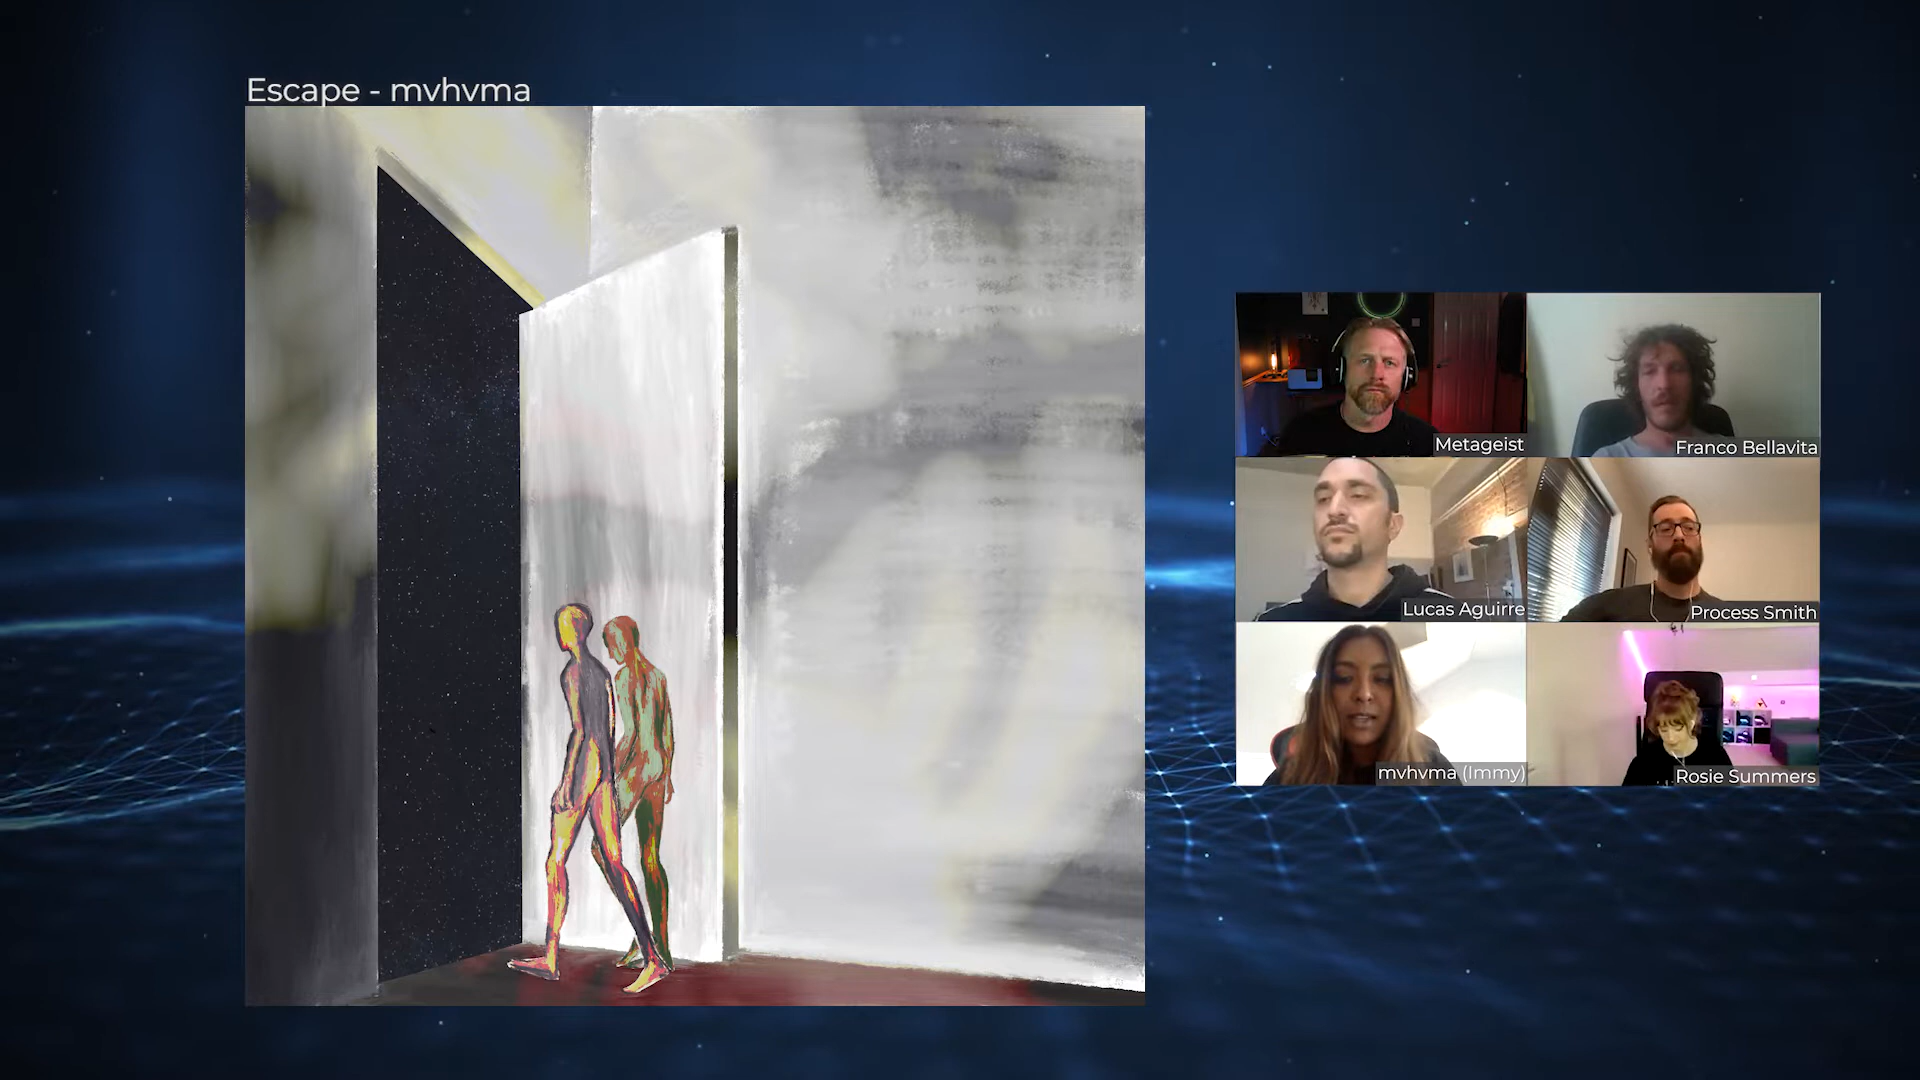 Escape - mvhvma
Metageist
Franco Bellavita
Lucas Aguirre
Process Smith
mvhvma (Immy)
Rosie Summers